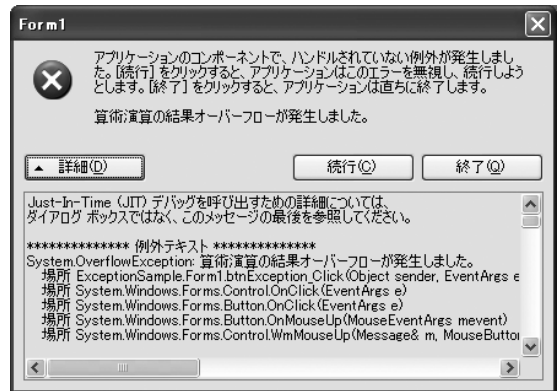 Form1
アプリケーションのコンポーネントで、ハンドルされていない例外が発生しまし
た。[続行] をクリックすると、アプリケーションはこのエラーを無視し、続行しよう
とします。[終了] をクリックすると、アプリケーションは直ちに終了します。
算術演算の結果オーバーフローが発生しました。
▲ 詳細(D)
続行(C)
終了(Q)
Just-In-Time (JIT) デバッグを呼び出すための詳細については、
ダイアログ ボックスではなく、このメッセージの最後を参照してください。
************** 例外テキスト **************
System.OverflowException: 算術演算の結果オーバーフローが発生しました。
場所 ExceptionSample.Form1.btnException_Click(Object sender, EventArgs e
場所 System.Windows.Forms.Control.OnClick(EventArgs e)
場所 System.Windows.Forms.Button.OnClick(EventArgs e)
場所 System.Windows.Forms.Button.OnMouseUp(MouseEventArgs mevent)
場所 System.Windows.Forms.Control.WmMouseUp(Message& m, MouseButton